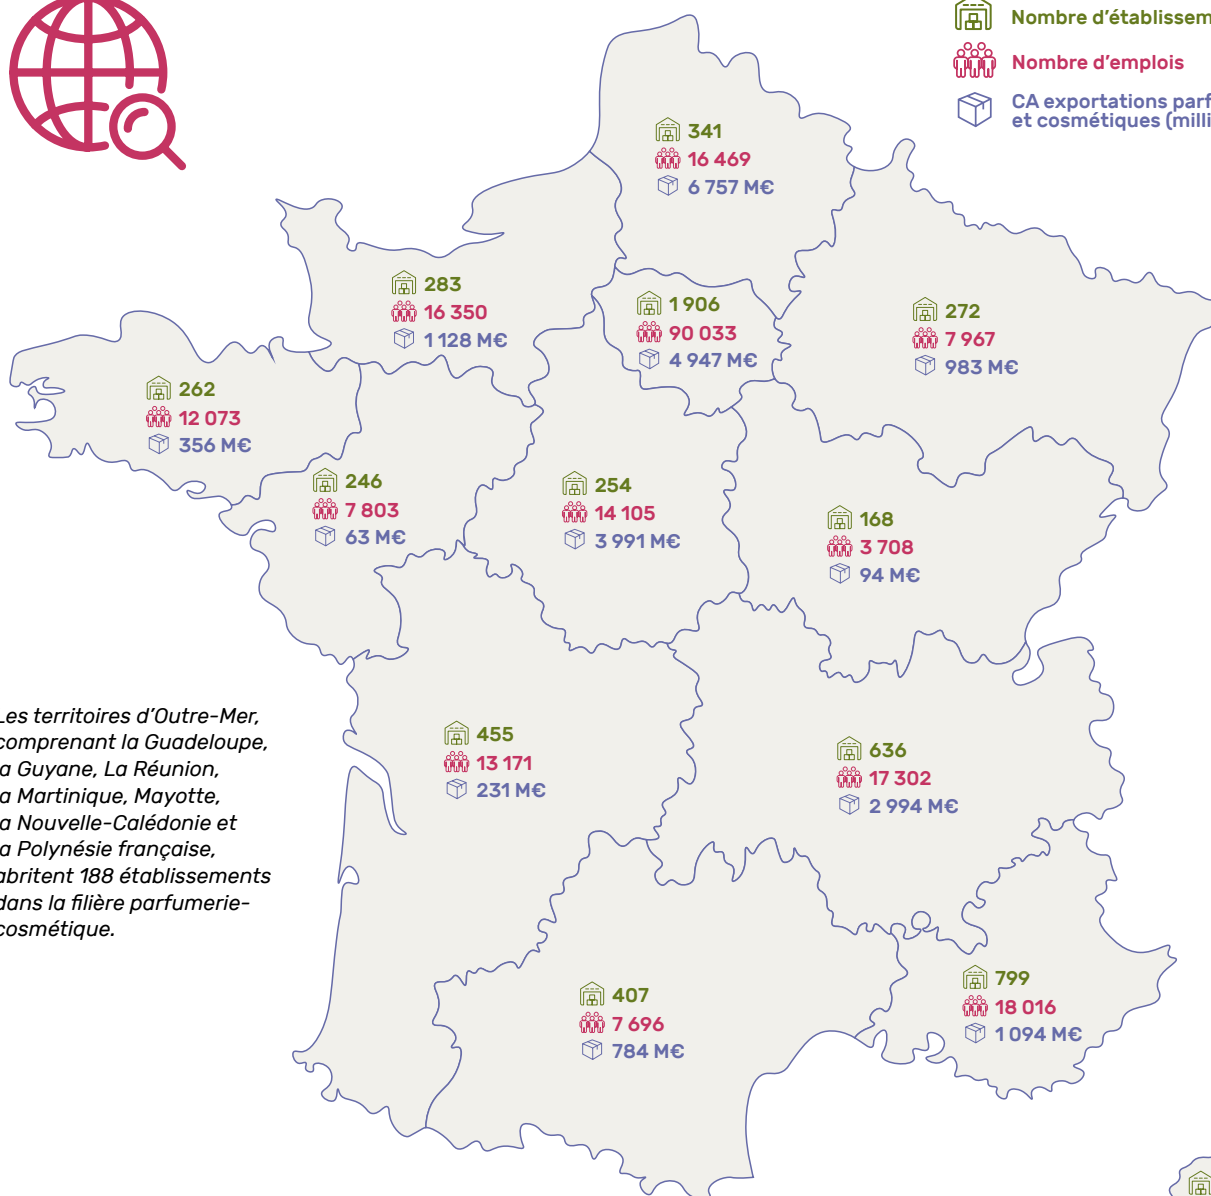 Nombre d'emplois
CA exportations
et cosmétiques
341
16 469
6 757 M€
283
16 350
1 128 M€
1 906
90 033
4 947 M€
272
7 967
983 M€
262
12 073
356 M€
246
7 803
63 M€
254
14 105
3 991 M€
168
3 708
94 M€
Les territoires d'Outre-Mer,
comprenant la Guadeloupe,
la Guyane, La Réunion,
la Martinique, Mayotte,
la Nouvelle-Calédonie et
la Polynésie française,
abritent 188 établissements
dans la filière parfumerie-
cosmétique.
455
13 171
231 M€
636
17 302
2 994 M€
407
7 696
784 M€
799
18 016
1 094 M€